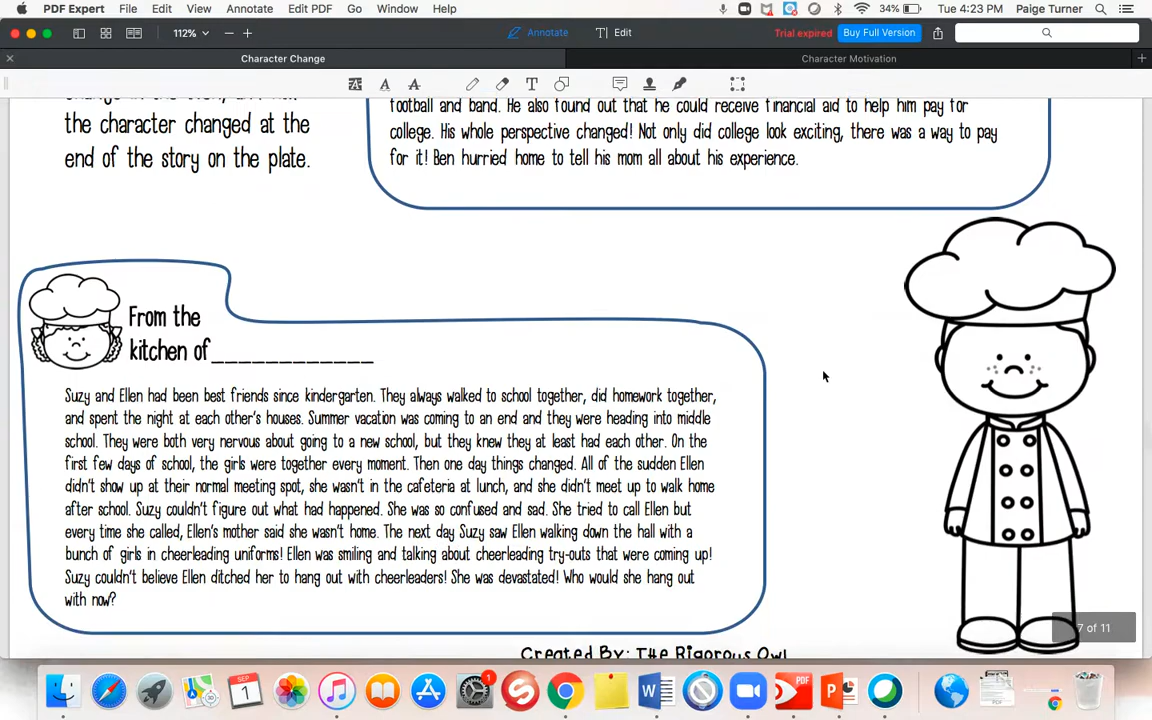 PDF Expert File Edit View Annotate Edit PDF Go Window Help 34% Tue 4:23 PM Paige Turner
112% Annotate Edit Trial expired Buy Full Version
Character Change Character Motivation
the character changed at the
end of the story on the plate.
football and band. He also found out that he could receive financial aid to help him pay for
college. His whole perspective changed! Not only did college look exciting, there was a way to pay
for it! Ben hurried home to tell his mom all about his experience.
From the
kitchen of____________
Suzy and Ellen had been best friends since kindergarten. They always walked to school together, did homework together,
and spent the night at each other's houses. Summer vacation was coming to an end and they were heading into middle
school. They were both very nervous about going to a new school, but they knew they at least had each other. On the
first few days of school, the girls were together every moment. Then one day things changed. All of the sudden Ellen
didn't show up at their normal meeting spot, she wasn't in the cafeteria at lunch, and she didn't meet up to walk home
after school. Suzy couldn't figure out what had happened. She was so confused and sad. She tried to call Ellen but
every time she called, Ellen's mother said she wasn't home. The next day Suzy saw Ellen walking down the hall with a
bunch of girls in cheerleading uniforms! Ellen was smiling and talking about cheerleading try-outs that were coming up!
Suzy couldn't believe Ellen ditched her to hang out with cheerleaders! She was devastated! Who would she hang out
with now?
7 of 11
Created By: The Rigorous Owl
SEP
1
1
PDF